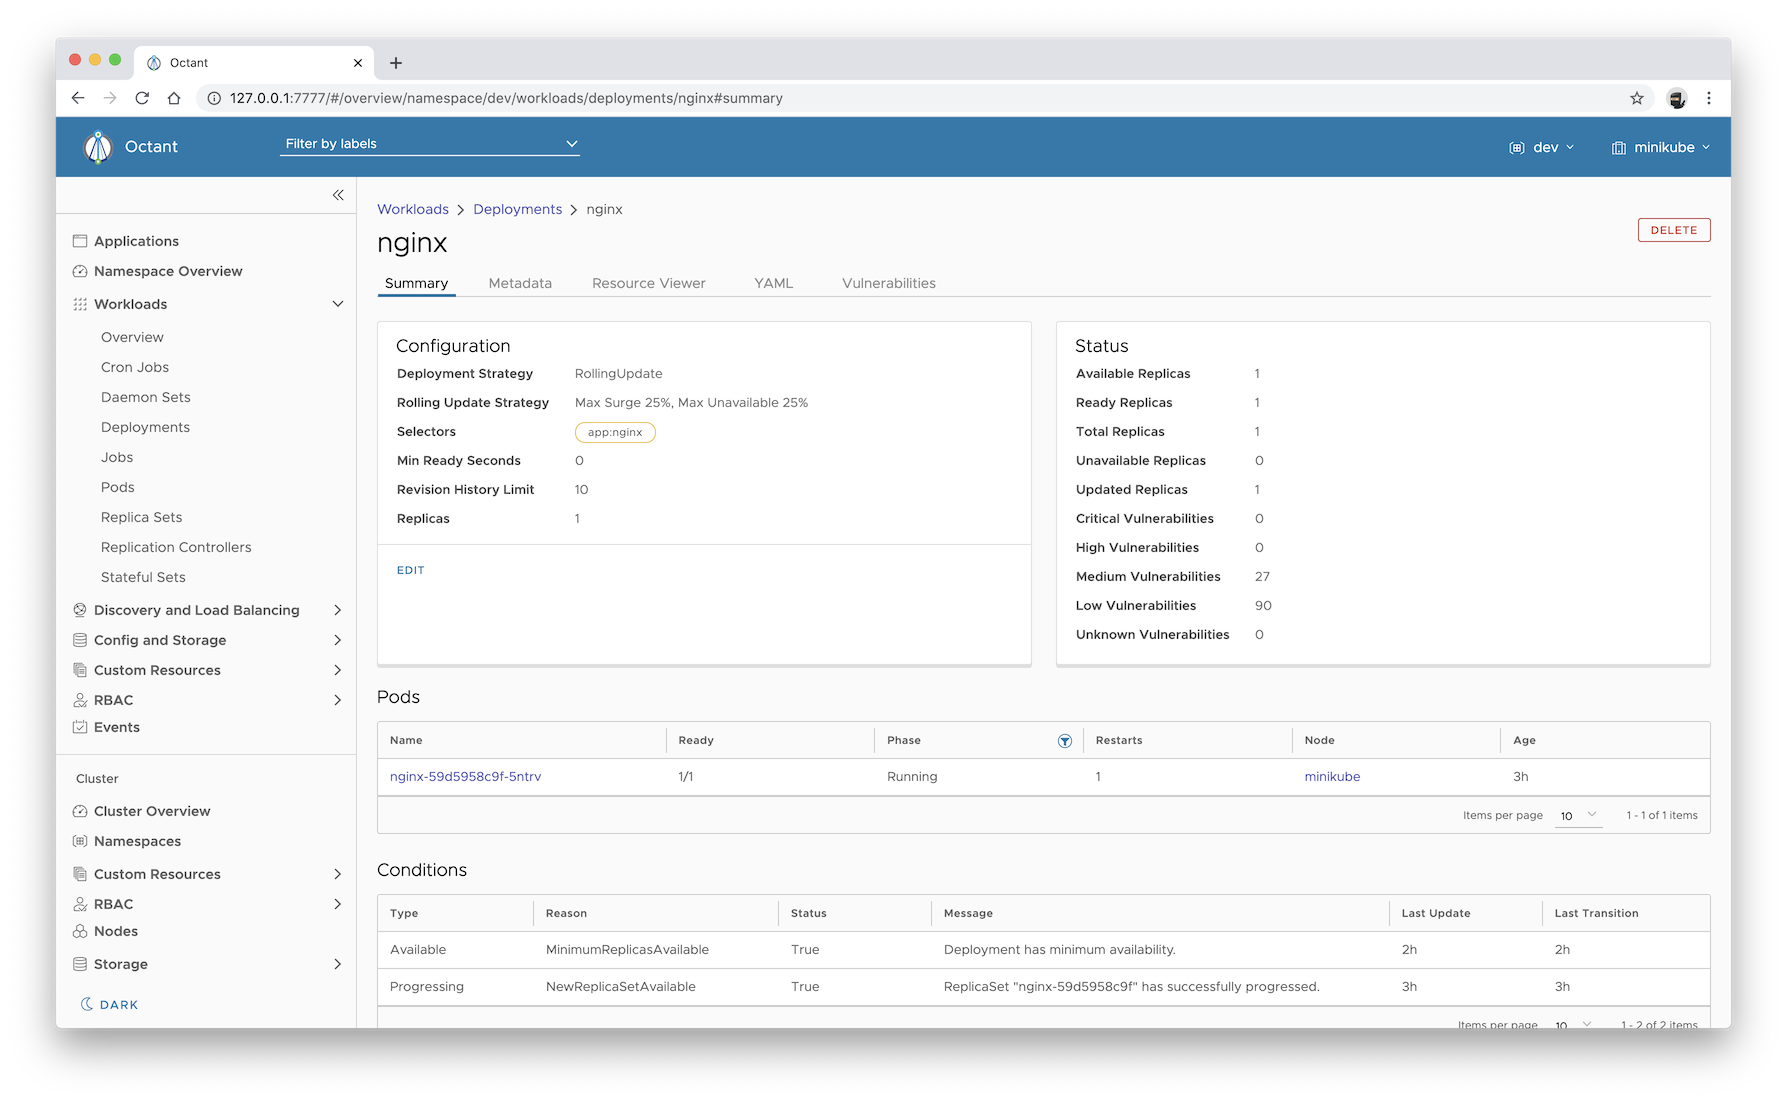 Octant
127.0.0.1:7777/#/overview/namespace/dev/workloads/deployments/nginx#summary
Octant
Filter by labels
dev
minikube
Applications
Namespace Overview
Workloads
Overview
Cron Jobs
Daemon Sets
Deployments
Jobs
Pods
Replica Sets
Replication Controllers
Stateful Sets
Discovery and Load Balancing
Config and Storage
Custom Resources
RBAC
Events
Cluster
Cluster Overview
Namespaces
Custom Resources
RBAC
Nodes
Storage
DARK
Workloads > Deployments > nginx
nginx
DELETE
Summary Metadata Resource Viewer YAML Vulnerabilities
Configuration
Deployment Strategy RollingUpdate
Rolling Update Strategy Max Surge 25%, Max Unavailable 25%
Selectors app:nginx
Min Ready Seconds 0
Revision History Limit 10
Replicas 1
EDIT
Status
Available Replicas 1
Ready Replicas 1
Total Replicas 1
Unavailable Replicas 0
Updated Replicas 1
Critical Vulnerabilities 0
High Vulnerabilities 0
Medium Vulnerabilities 27
Low Vulnerabilities 90
Unknown Vulnerabilities 0
Pods
Name Ready Phase Restarts Node Age
nginx-59d5958c9f-5ntrv 1/1 Running 1 minikube 3h
Items per page 10 1 - 1 of 1 items
Conditions
Type Reason Status Message Last Update Last Transition
Available MinimumReplicasAvailable True Deployment has minimum availability. 2h 2h
Progressing NewReplicaSetAvailable True ReplicaSet "nginx-59d5958c9f" has successfully progressed. 3h 3h
Items per page 10 1 - 2 of 2 items